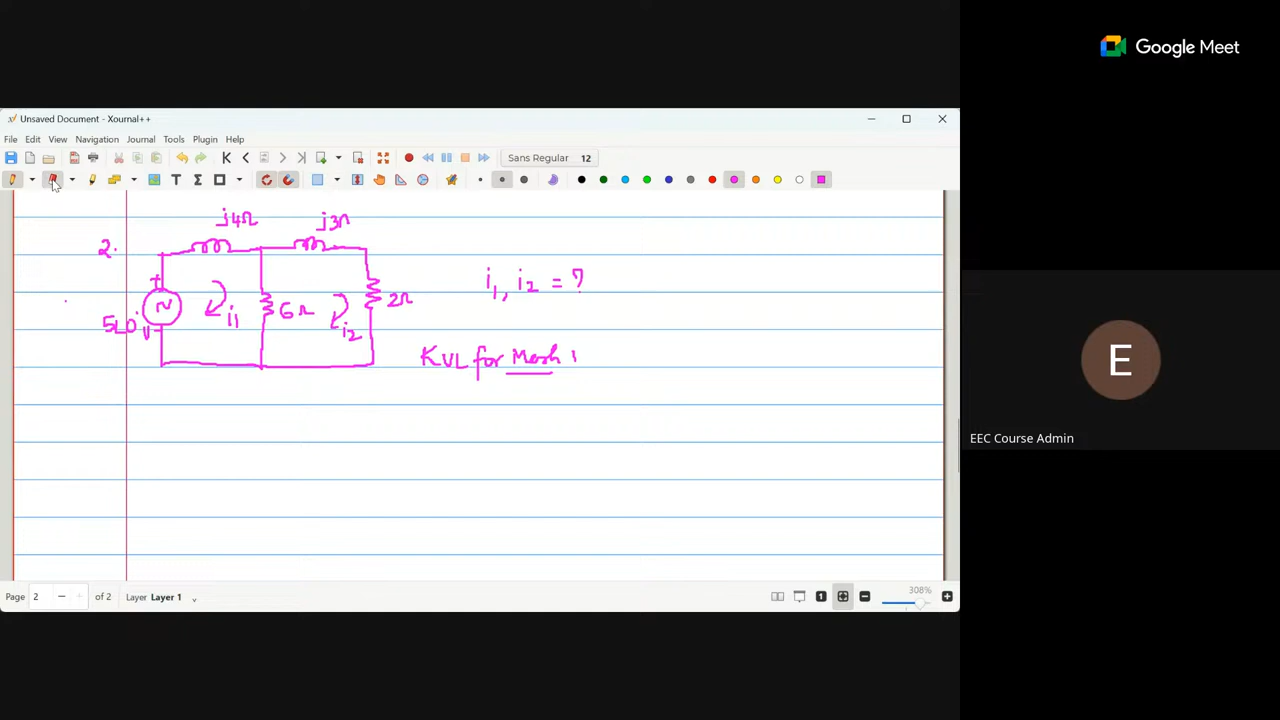 Google Meet
Unsaved Document - Xournal++
File Edit View Navigation Journal Tools Plugin Help
Sans Regular 12
j4Ω j3Ω
2.
+
i1, i2 = ?
6Ω 2Ω
5∠0° V - i1 i2
KVL for Mesh 1
E
EEC Course Admin
Page 2 of 2 Layer Layer 1
308%